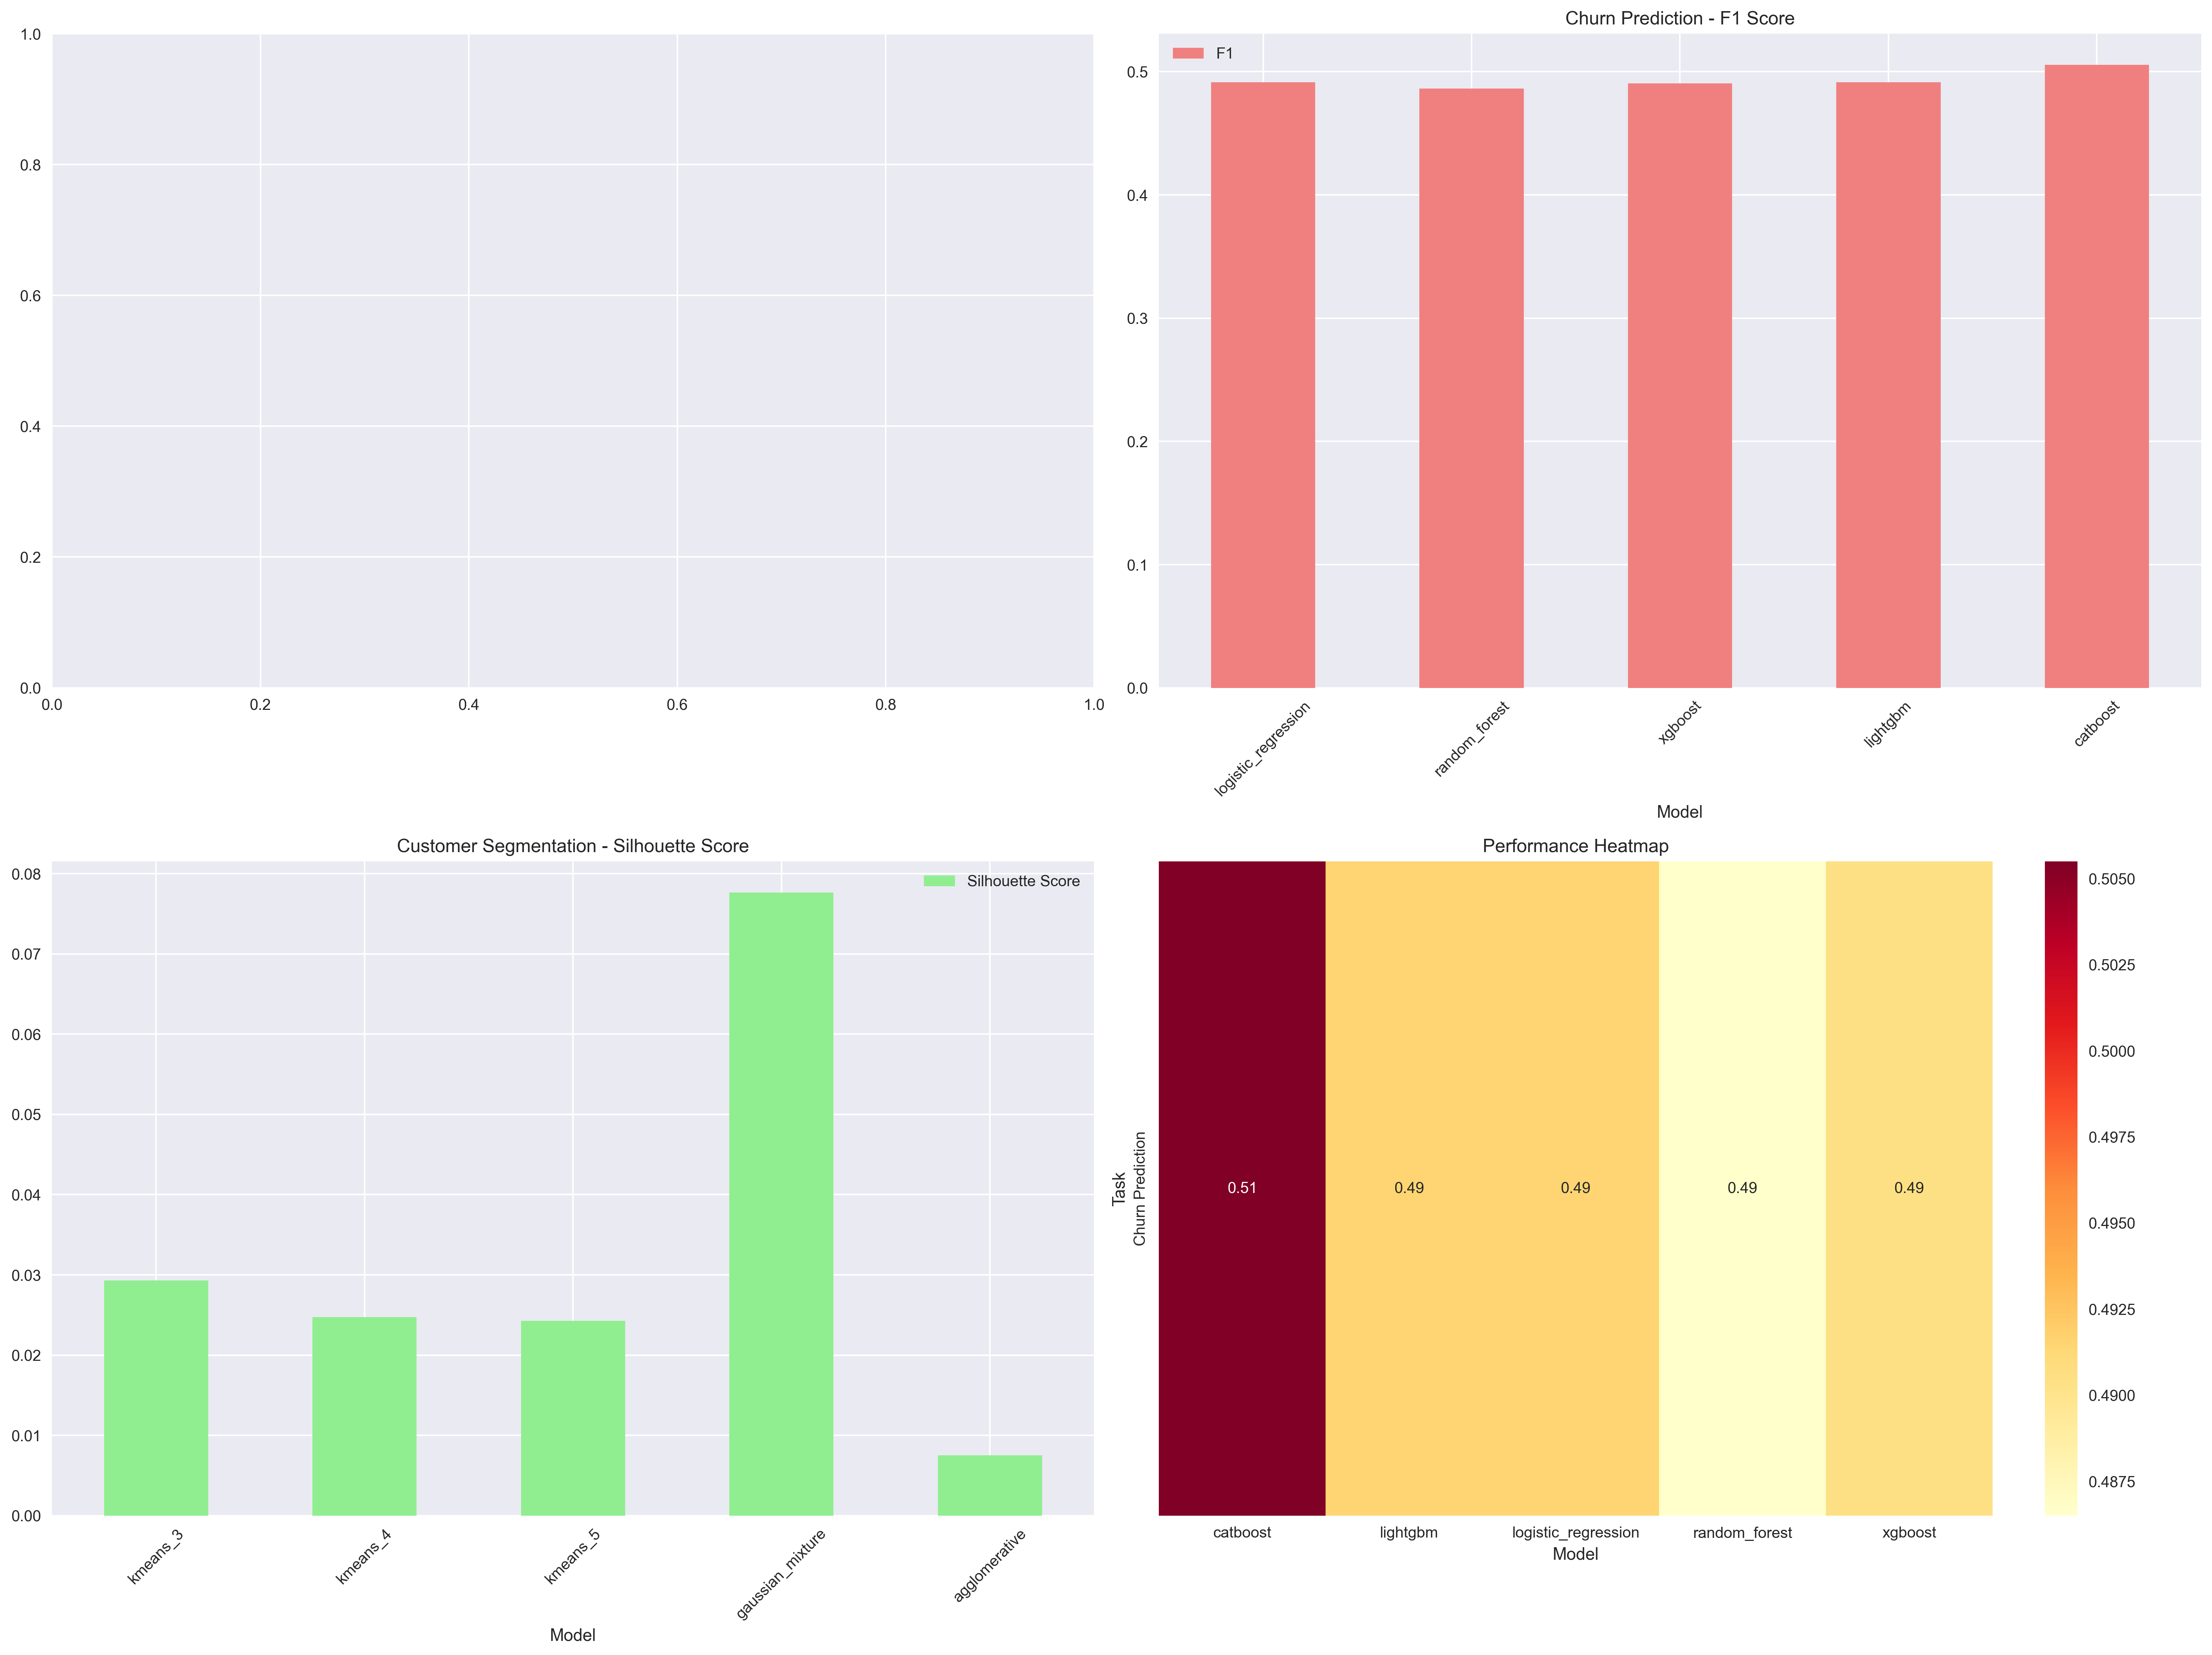 1.0
0.8
0.6
0.4
0.2
0.0
0.0 0.2 0.4 0.6 0.8 1.0
Churn Prediction - F1 Score
F1
0.5
0.4
0.3
0.2
0.1
0.0
logistic_regression random_forest xgboost lightgbm catboost
Model
Customer Segmentation - Silhouette Score
Silhouette Score
0.08
0.07
0.06
0.05
0.04
0.03
0.02
0.01
0.00
kmeans_3 kmeans_4 kmeans_5 gaussian_mixture agglomerative
Model
Performance Heatmap
Task
Churn Prediction
0.51 0.49 0.49 0.49 0.49
catboost lightgbm logistic_regression random_forest xgboost
Model
0.5050
0.5025
0.5000
0.4975
0.4950
0.4925
0.4900
0.4875